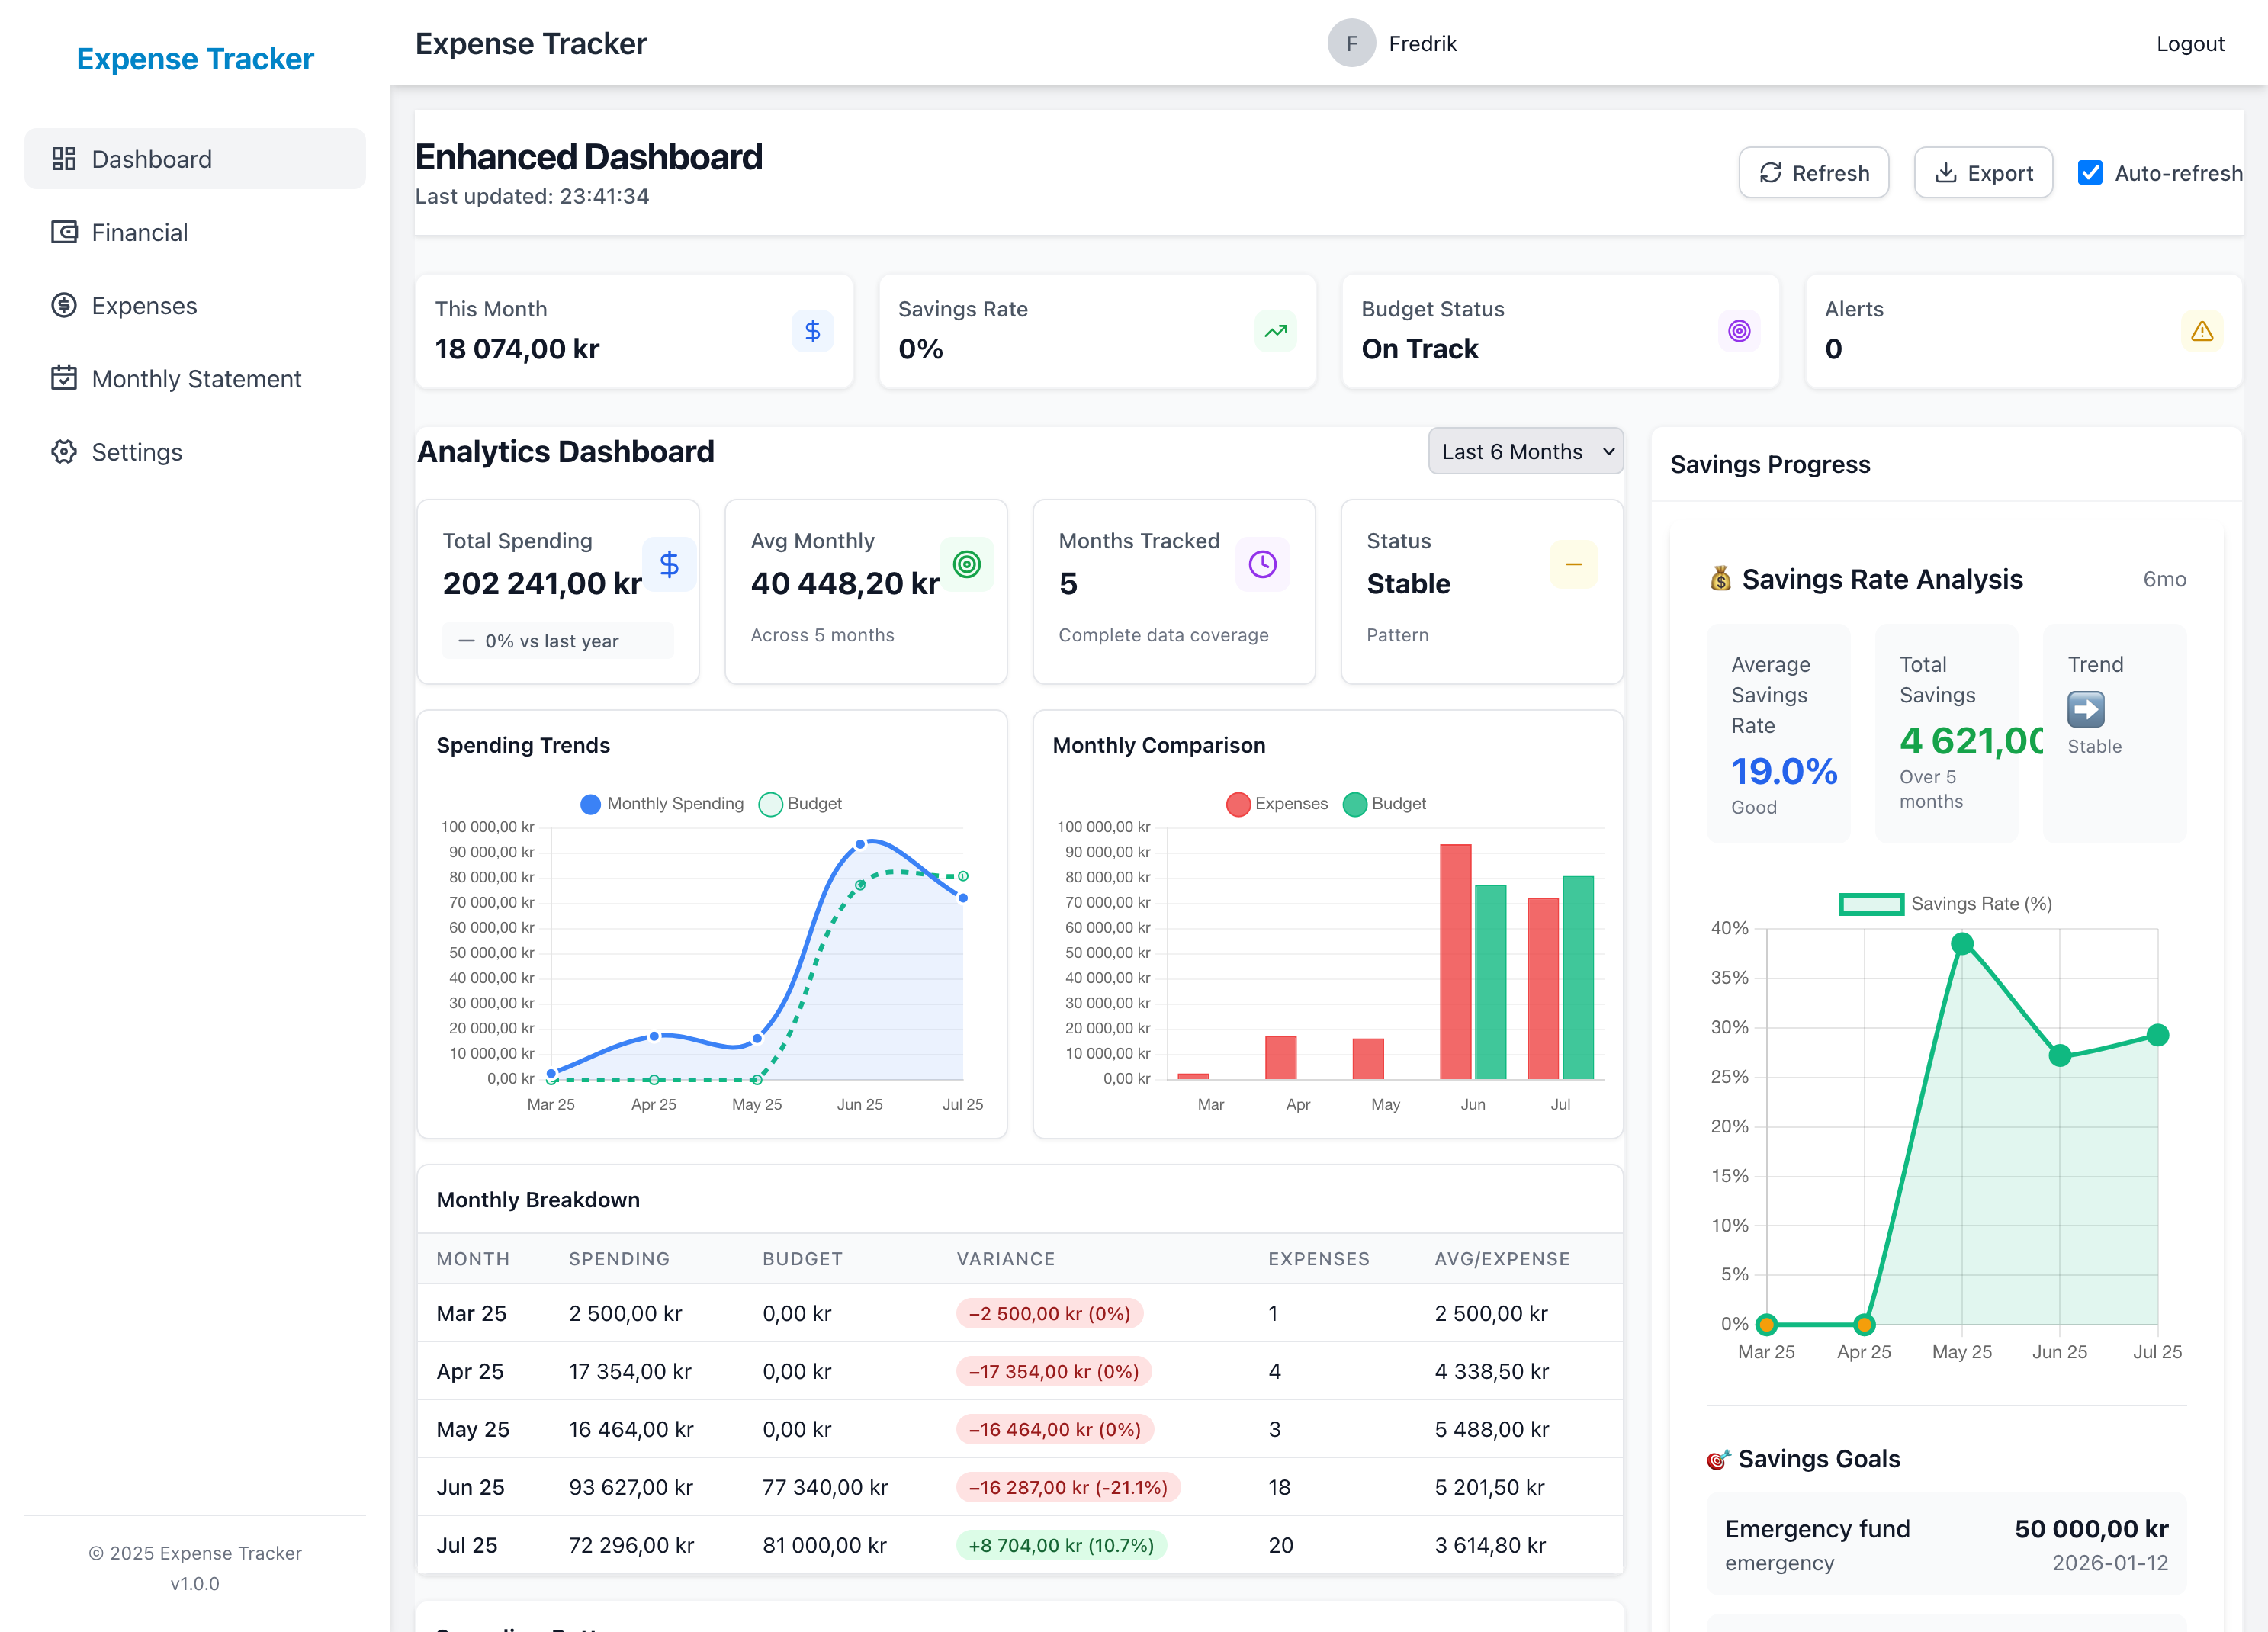 Expense Tracker
Dashboard
Financial
Expenses
Monthly Statement
Settings
© 2025 Expense Tracker
v1.0.0
Expense Tracker
F
Fredrik
Logout
Enhanced Dashboard
Last updated: 23:41:34
Refresh
Export
Auto-refresh
This Month
18 074,00 kr
Savings Rate
0%
Budget Status
On Track
Alerts
0
Analytics Dashboard
Last 6 Months
Total Spending
202 241,00 kr
— 0% vs last year
Avg Monthly
40 448,20 kr
Across 5 months
Months Tracked
5
Complete data coverage
Status
Stable
Pattern
Spending Trends
Monthly Spending
Budget
100 000,00 kr
90 000,00 kr
80 000,00 kr
70 000,00 kr
60 000,00 kr
50 000,00 kr
40 000,00 kr
30 000,00 kr
20 000,00 kr
10 000,00 kr
0,00 kr
Mar 25 Apr 25 May 25 Jun 25 Jul 25
Monthly Comparison
Expenses
Budget
100 000,00 kr
90 000,00 kr
80 000,00 kr
70 000,00 kr
60 000,00 kr
50 000,00 kr
40 000,00 kr
30 000,00 kr
20 000,00 kr
10 000,00 kr
0,00 kr
Mar Apr May Jun Jul
Monthly Breakdown
MONTH SPENDING BUDGET VARIANCE EXPENSES AVG/EXPENSE
Mar 25 2 500,00 kr 0,00 kr −2 500,00 kr (0%) 1 2 500,00 kr
Apr 25 17 354,00 kr 0,00 kr −17 354,00 kr (0%) 4 4 338,50 kr
May 25 16 464,00 kr 0,00 kr −16 464,00 kr (0%) 3 5 488,00 kr
Jun 25 93 627,00 kr 77 340,00 kr −16 287,00 kr (-21.1%) 18 5 201,50 kr
Jul 25 72 296,00 kr 81 000,00 kr +8 704,00 kr (10.7%) 20 3 614,80 kr
Savings Progress
Savings Rate Analysis
6mo
Average
Savings
Rate
19.0%
Good
Total
Savings
4 621,00
Over 5
months
Trend
Stable
Savings Rate (%)
40%
35%
30%
25%
20%
15%
10%
5%
0%
Mar 25 Apr 25 May 25 Jun 25 Jul 25
Savings Goals
Emergency fund
50 000,00 kr
emergency
2026-01-12